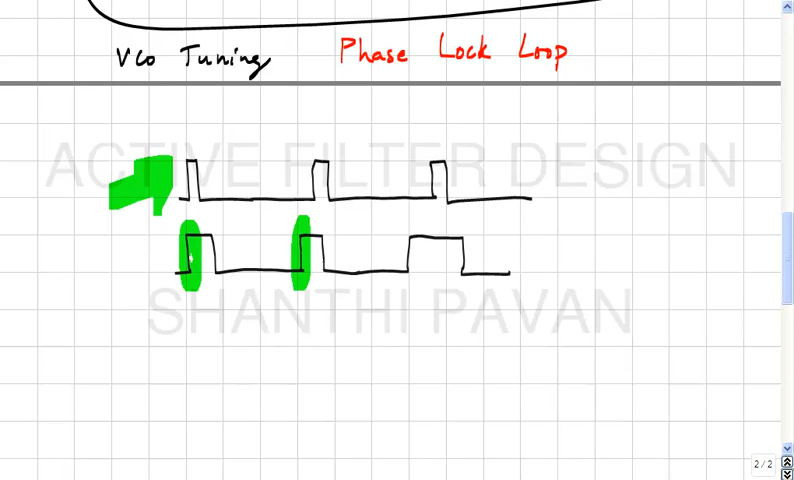 VCO Tuning Phase Lock Loop
ACTIVE FILTER DESIGN
SHANTHI PAVAN
2 / 2